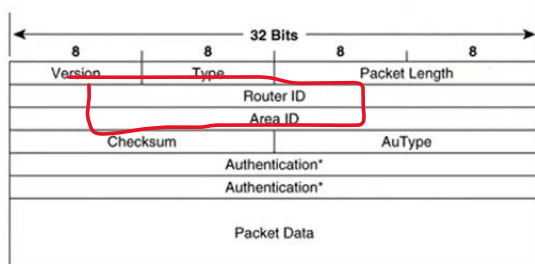 32 Bits
8 8 8 8
Version Type Packet Length
Router ID
Area ID
Checksum AuType
Authentication*
Authentication*
Packet Data